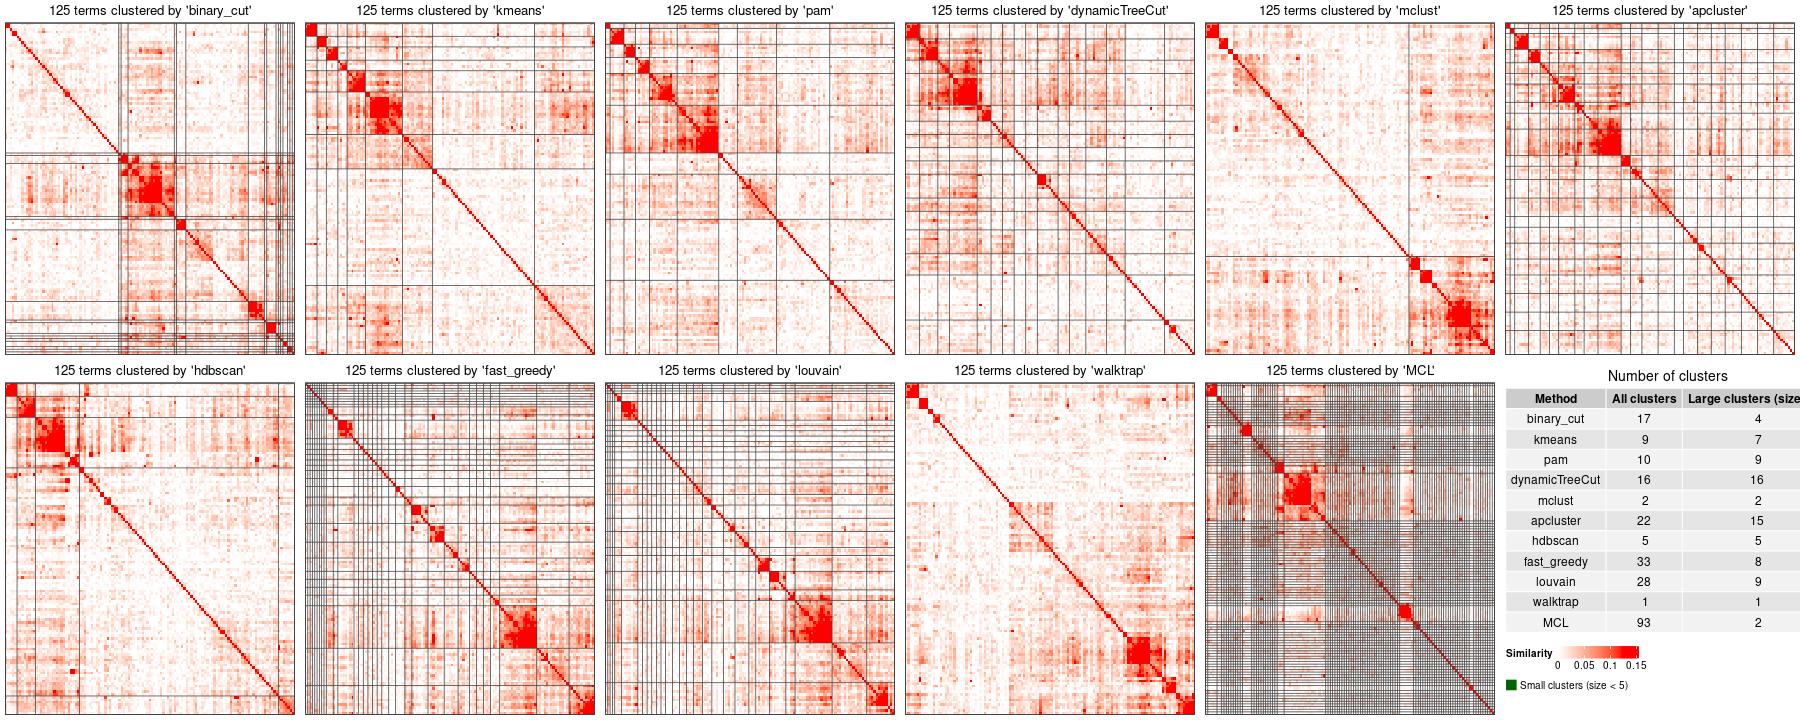 125 terms clustered by 'binary_cut'
125 terms clustered by 'kmeans'
125 terms clustered by 'pam'
125 terms clustered by 'dynamicTreeCut'
125 terms clustered by 'mclust'
125 terms clustered by 'apcluster'
125 terms clustered by 'hdbscan'
125 terms clustered by 'fast_greedy'
125 terms clustered by 'louvain'
125 terms clustered by 'walktrap'
125 terms clustered by 'MCL'
Number of clusters
Method All clusters Large clusters (size
binary_cut 17 4
kmeans 9 7
pam 10 9
dynamicTreeCut 16 16
mclust 2 2
apcluster 22 15
hdbscan 5 5
fast_greedy 33 8
louvain 28 9
walktrap 1 1
MCL 93 2
Similarity
0 0.05 0.1 0.15
Small clusters (size < 5)